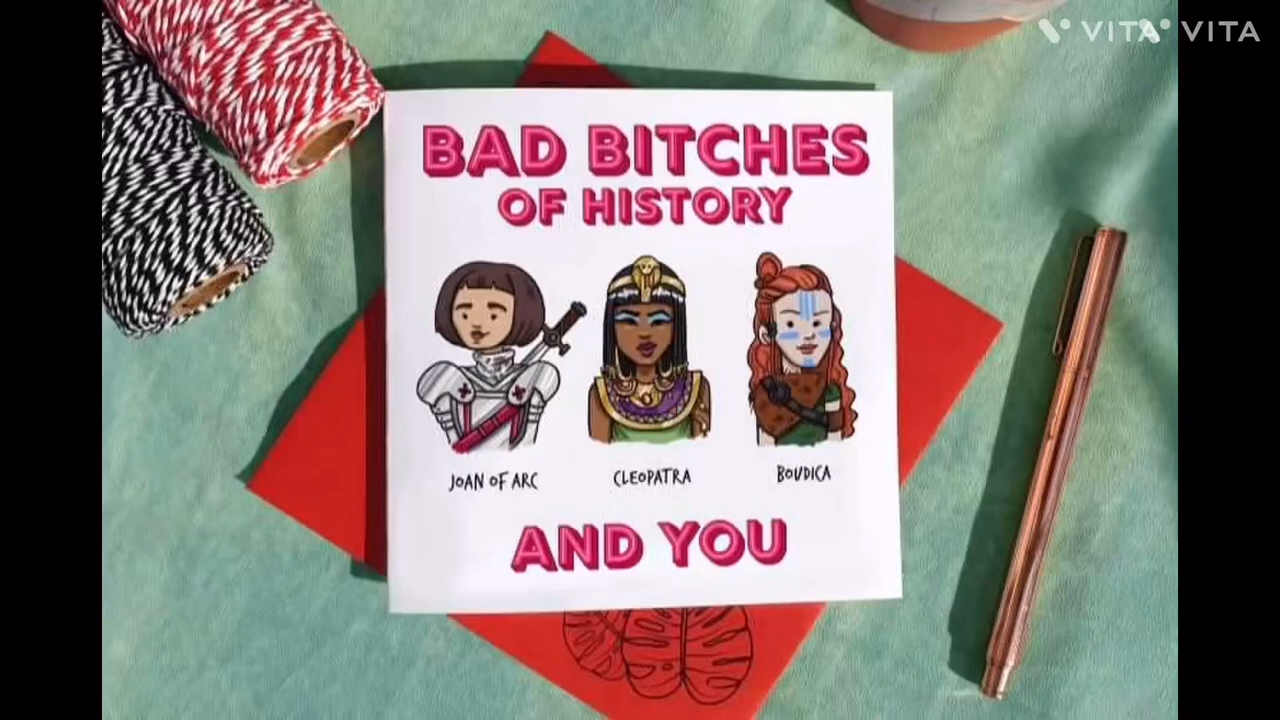 VITA VITA
BAD BITCHES
OF HISTORY
JOAN OF ARC CLEOPATRA BOUDICA
AND YOU